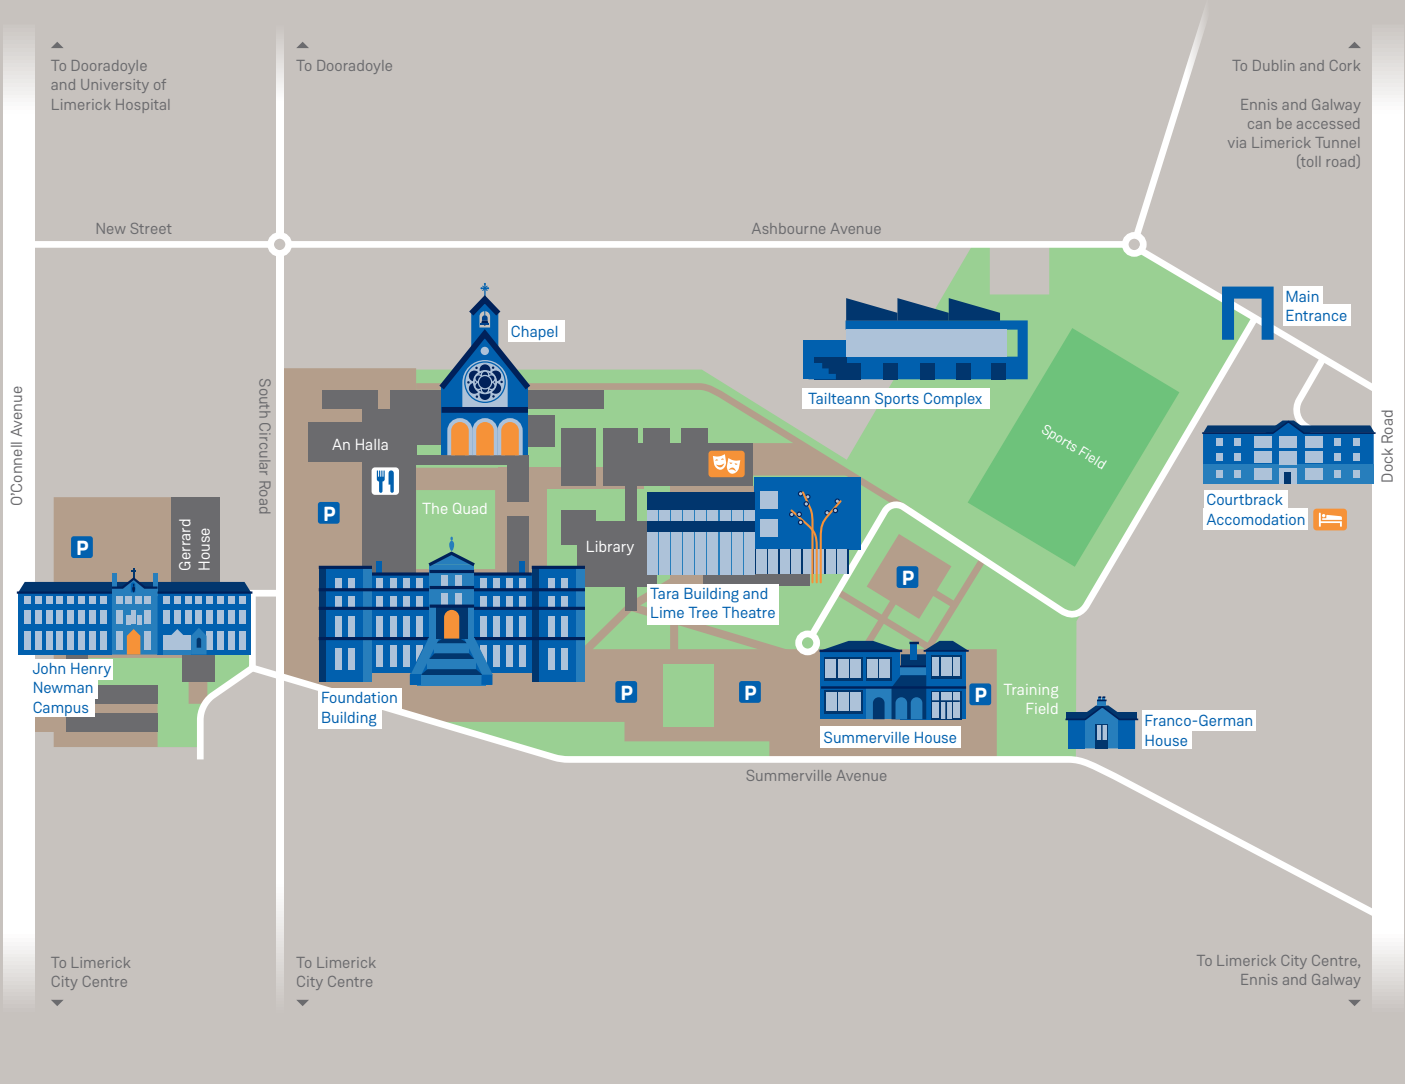 To Dooradoyle
and University of
Limerick Hospital
To Dooradoyle
To Dublin and Cork
Ennis and Galway
can be accessed
via Limerick Tunnel
(toll road)
New Street
Ashbourne Avenue
Main
Entrance
Chapel
Tailteann Sports Complex
O'Connell Avenue
South Circular Road
An Halla
Sports Field
Dock Road
Courtbrack
Accomodation
The Quad
P
P
Gerrard
House
Library
P
Tara Building and
Lime Tree Theatre
John Henry
Newman
Campus
Foundation
Building
P
P
P
Training
Field
Summerville House
Franco-German
House
Summerville Avenue
To Limerick
City Centre
To Limerick
City Centre
To Limerick City Centre,
Ennis and Galway